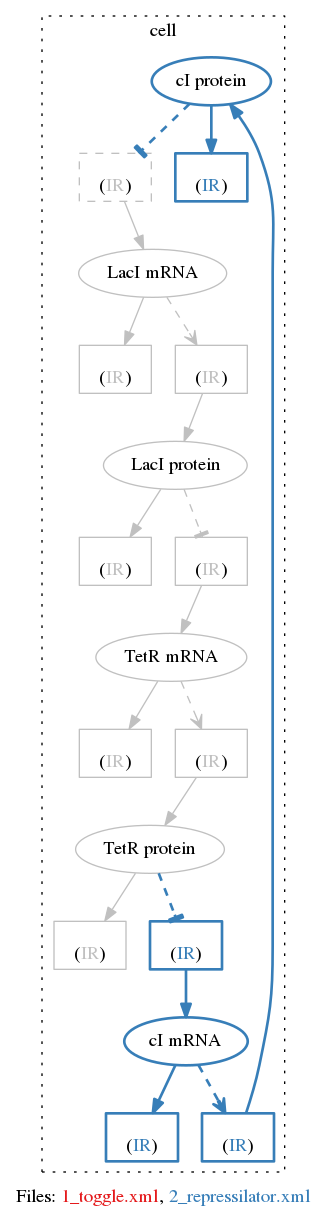 cell
cI protein
(IR) (IR)
LacI mRNA
(IR) (IR)
LacI protein
(IR) (IR)
TetR mRNA
(IR) (IR)
TetR protein
(IR) (IR)
cI mRNA
(IR) (IR)
Files: 1_toggle.xml, 2_repressilator.xml